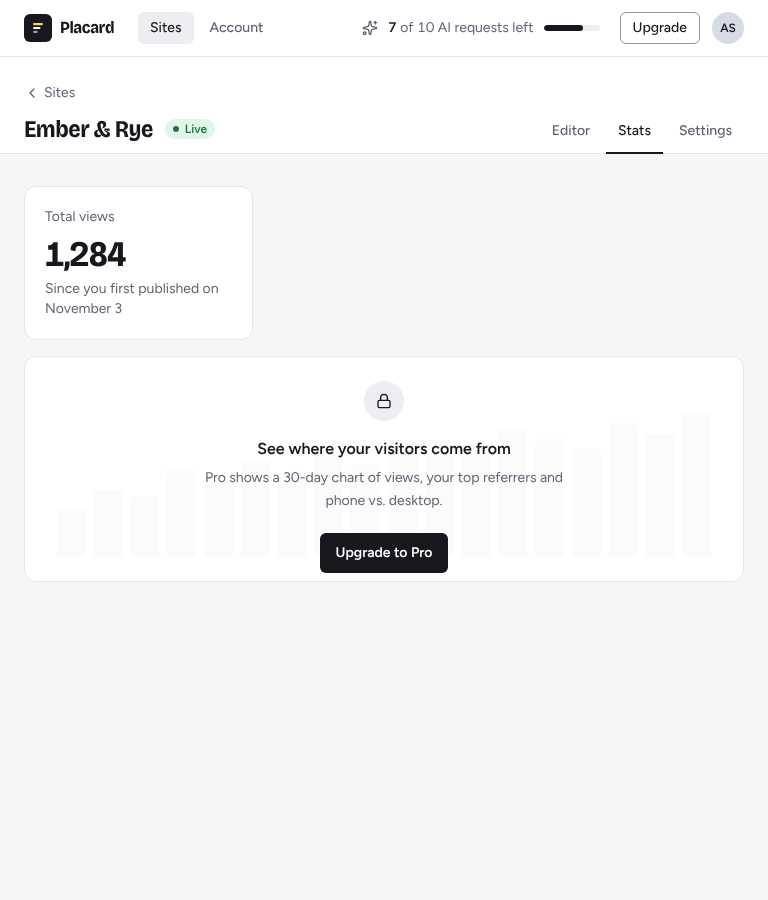 Placard
Sites
Account
7 of 10 AI requests left
Upgrade
AS
Sites
Ember & Rye
Live
Editor
Stats
Settings
Total views
1,284
Since you first published on
November 3
See where your visitors come from
Pro shows a 30-day chart of views, your top referrers and
phone vs. desktop.
Upgrade to Pro